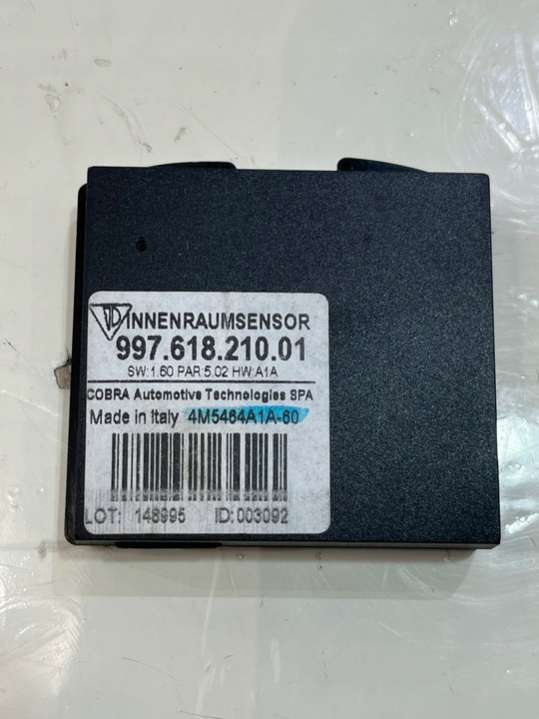 INNENRAUMSENSOR
997.618.210.01
SW:1.60 PAR 5.02 HW:A1A
COBRA Automotive Technologies SPA
Made in Italy 4M5464A1A-60
LOT: 148995 ID:003092